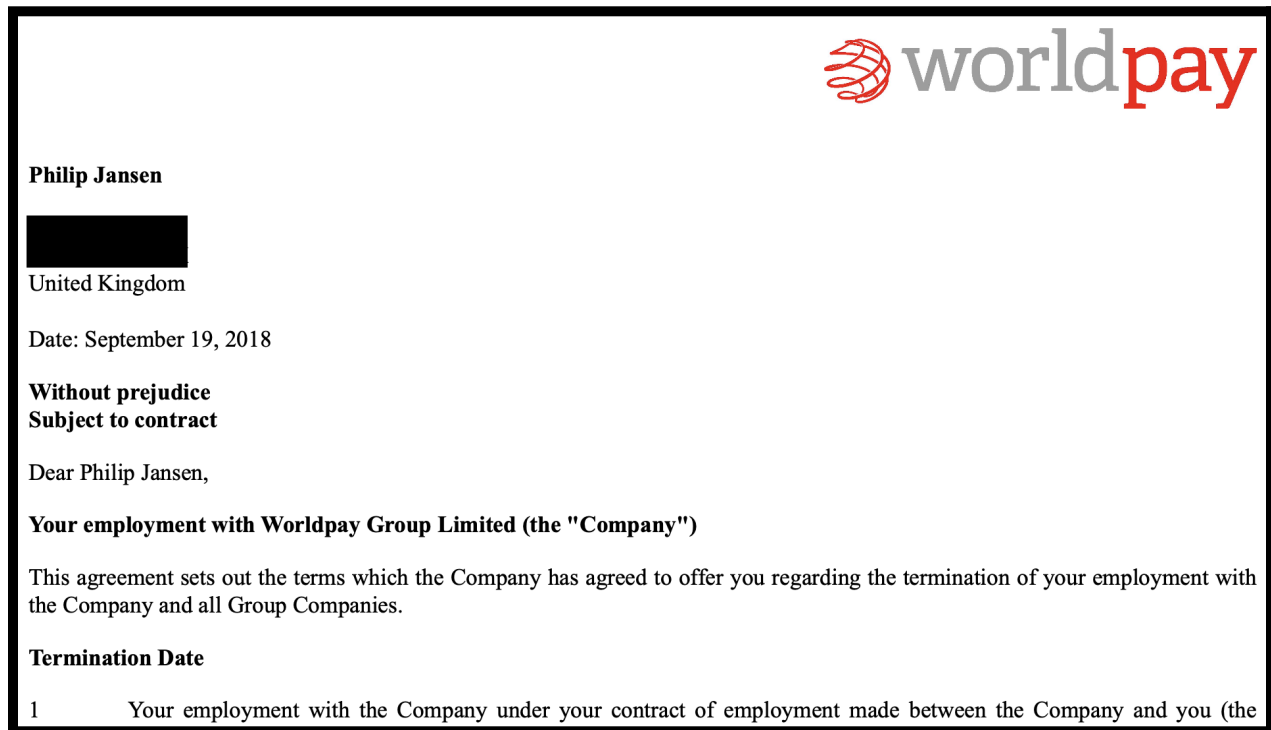 worldpay
Philip Jansen
United Kingdom
Date: September 19, 2018
Without prejudice
Subject to contract
Dear Philip Jansen,
Your employment with Worldpay Group Limited (the "Company")
This agreement sets out the terms which the Company has agreed to offer you regarding the termination of your employment with
the Company and all Group Companies.
Termination Date
1 Your employment with the Company under your contract of employment made between the Company and you (the